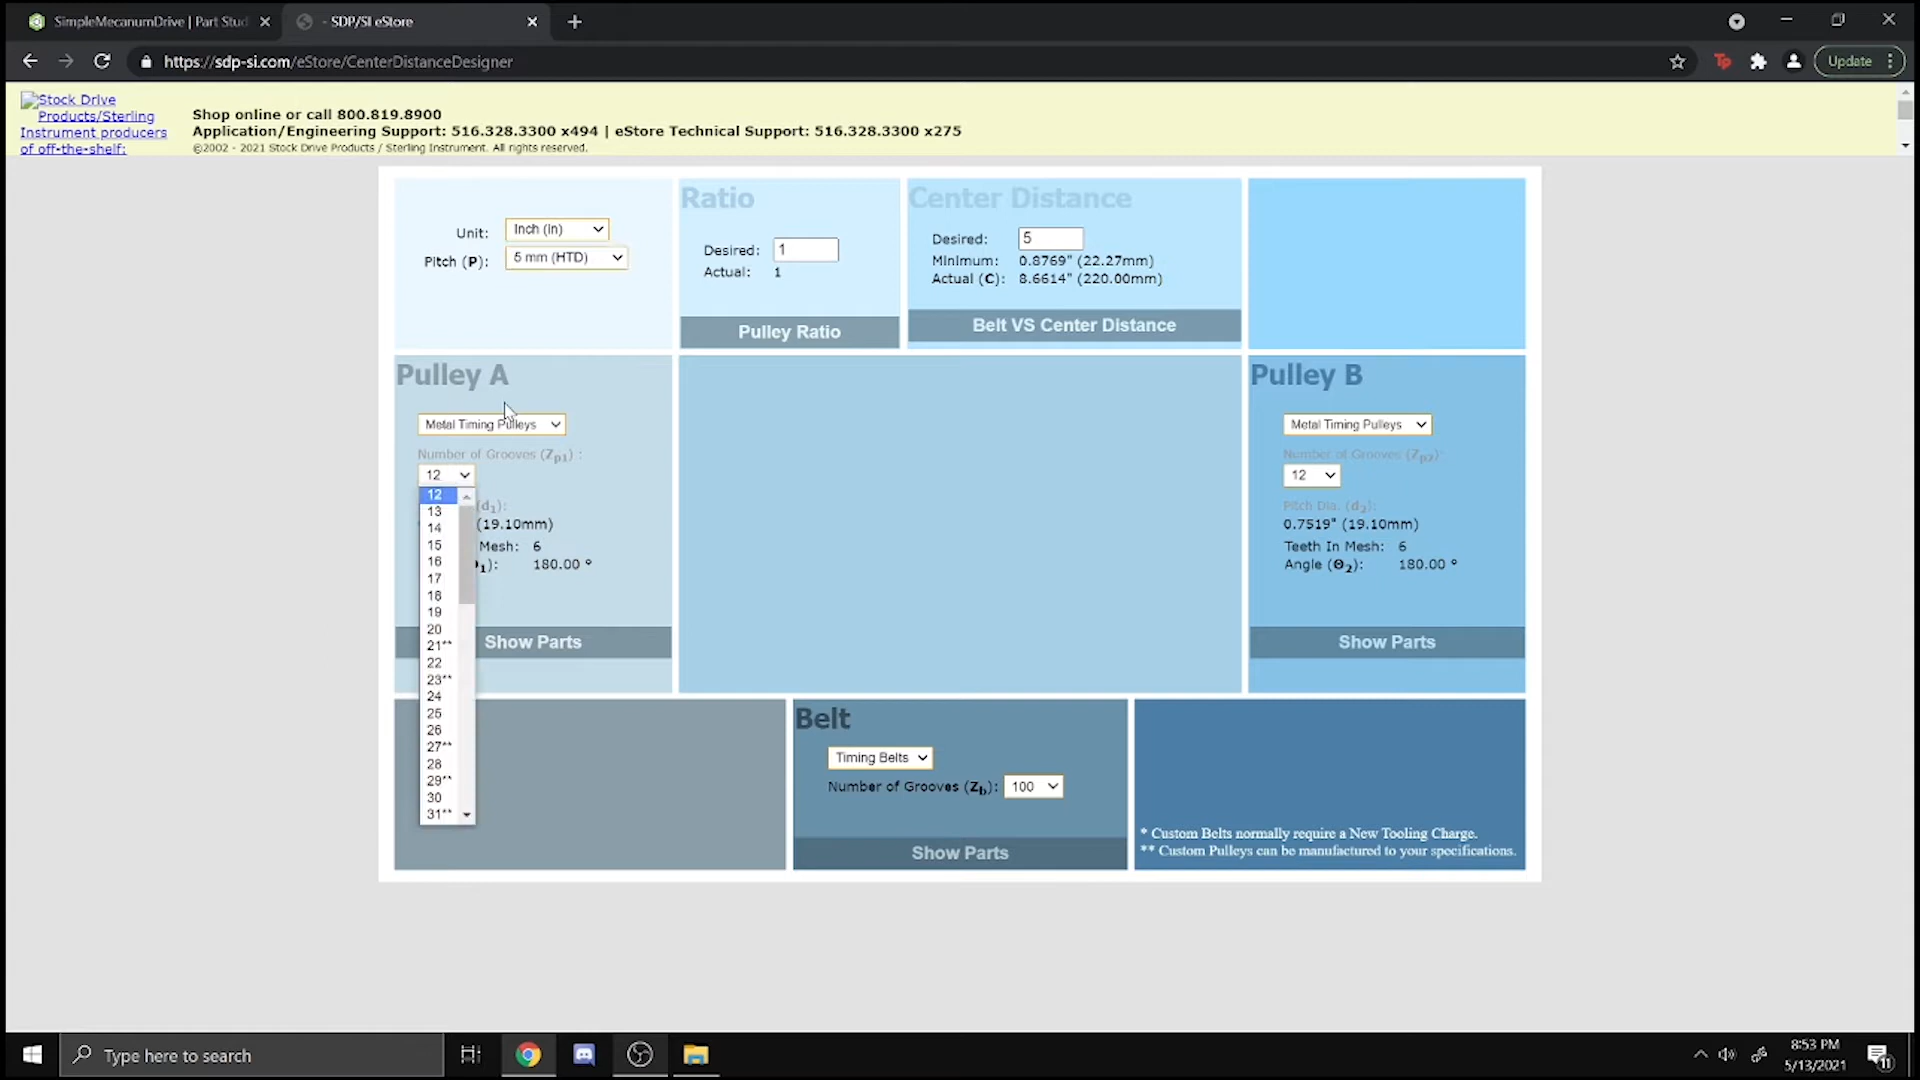 SimpleMecanumDrive | Part Stud
- SDP/SI eStore
https://sdp-si.com/eStore/CenterDistanceDesigner
Tp
Update
Stock Drive
Products/Sterling
Instrument producers
of off-the-shelf:
Shop online or call 800.819.8900
Application/Engineering Support: 516.328.3300 x494 | eStore Technical Support: 516.328.3300 x275
©2002 - 2021 Stock Drive Products / Sterling Instrument. All rights reserved.
Unit: Inch (in)
Pitch (P): 5 mm (HTD)
Ratio
Desired: 1
Actual: 1
Pulley Ratio
Center Distance
Desired: 5
Minimum: 0.8769" (22.27mm)
Actual (C): 8.6614" (220.00mm)
Belt VS Center Distance
Pulley A
Metal Timing Pulleys
Number of Grooves (Zp1) :
12
12
13
14
15
16
17
18
19
20
21**
22
23**
24
25
26
27**
28
29**
30
31**
(d1):
(19.10mm)
Mesh: 6
1): 180.00 °
Show Parts
Pulley B
Metal Timing Pulleys
Number of Grooves (Zp2):
12
Pitch Dia. (d2):
0.7519" (19.10mm)
Teeth In Mesh: 6
Angle (Θ2): 180.00 °
Show Parts
Belt
Timing Belts
Number of Grooves (Zb): 100
Show Parts
* Custom Belts normally require a New Tooling Charge.
** Custom Pulleys can be manufactured to your specifications.
Type here to search
8:53 PM
5/13/2021
11